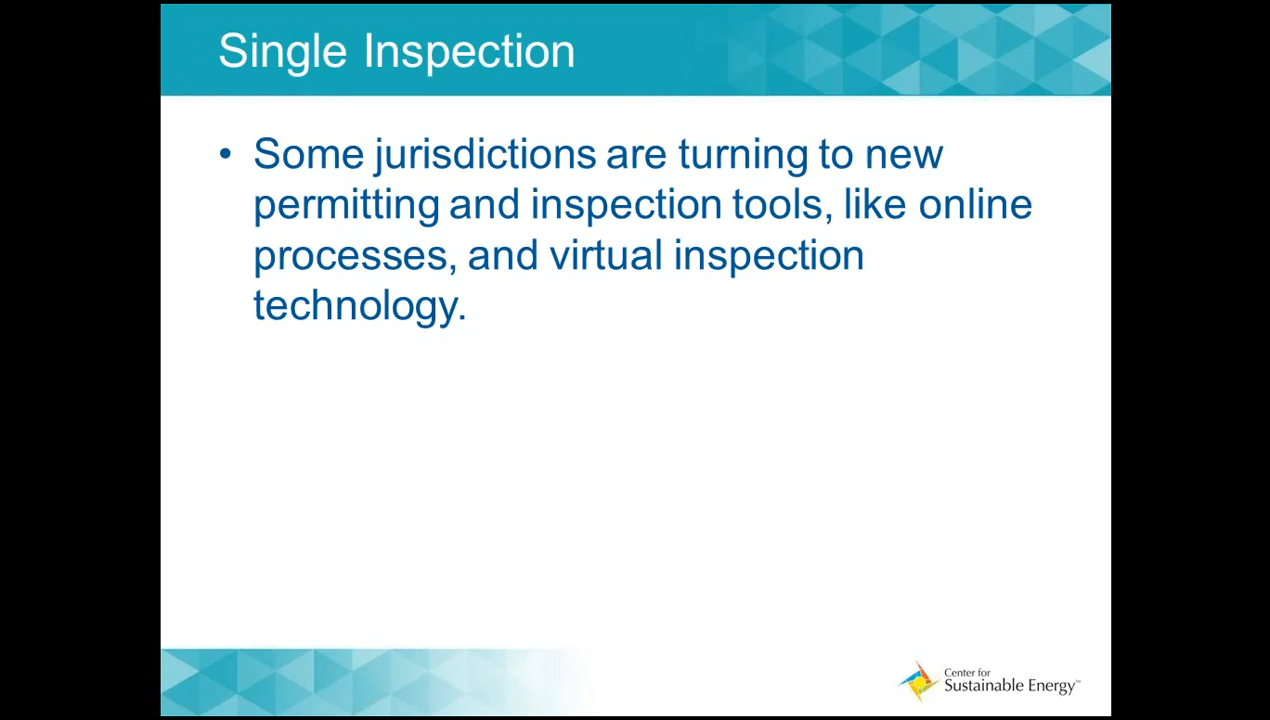 Single Inspection
• Some jurisdictions are turning to new
permitting and inspection tools, like online
processes, and virtual inspection
technology.
Center for
Sustainable Energy™